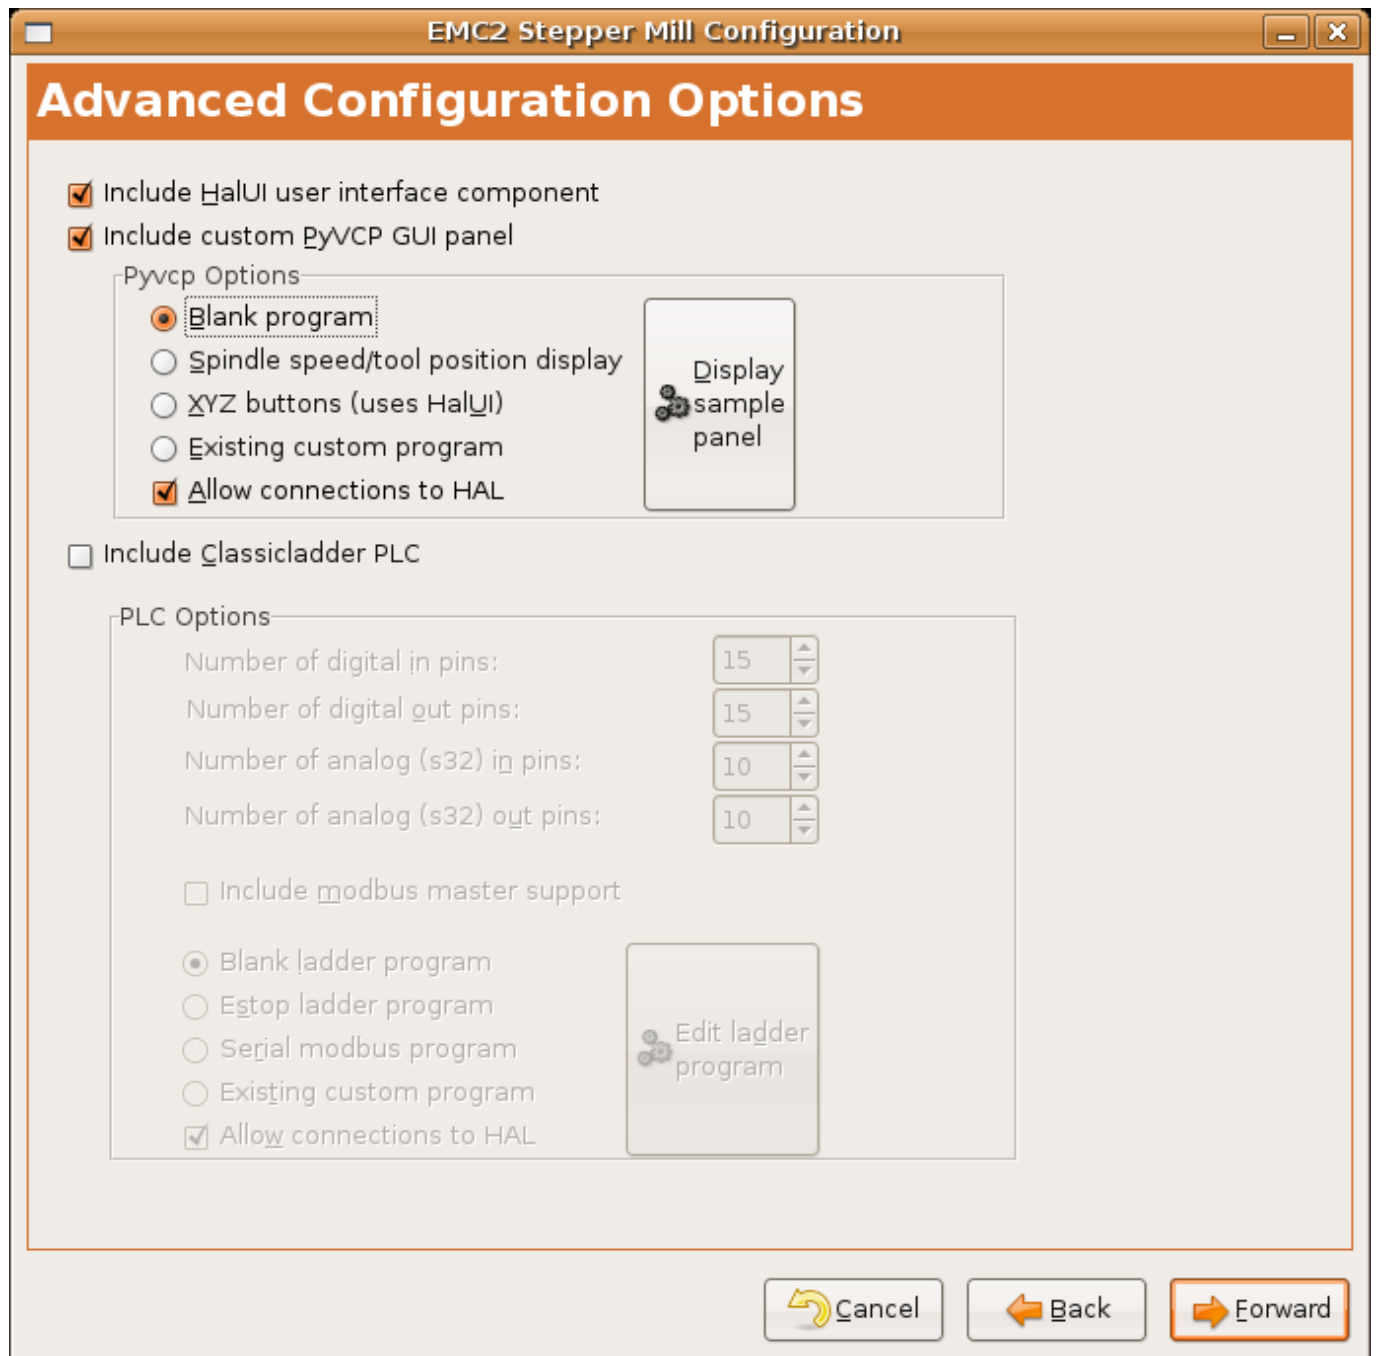 EMC2 Stepper Mill Configuration
Advanced Configuration Options
Include HalUI user interface component
Include custom PyVCP GUI panel
Pyvcp Options
Blank program
Spindle speed/tool position display
XYZ buttons (uses HalUI)
Existing custom program
Allow connections to HAL
Display
sample
panel
Include Classicladder PLC
PLC Options
Number of digital in pins:
15
Number of digital out pins:
15
Number of analog (s32) in pins:
10
Number of analog (s32) out pins:
10
Include modbus master support
Blank ladder program
Estop ladder program
Serial modbus program
Existing custom program
Allow connections to HAL
Edit ladder
program
Cancel
Back
Forward